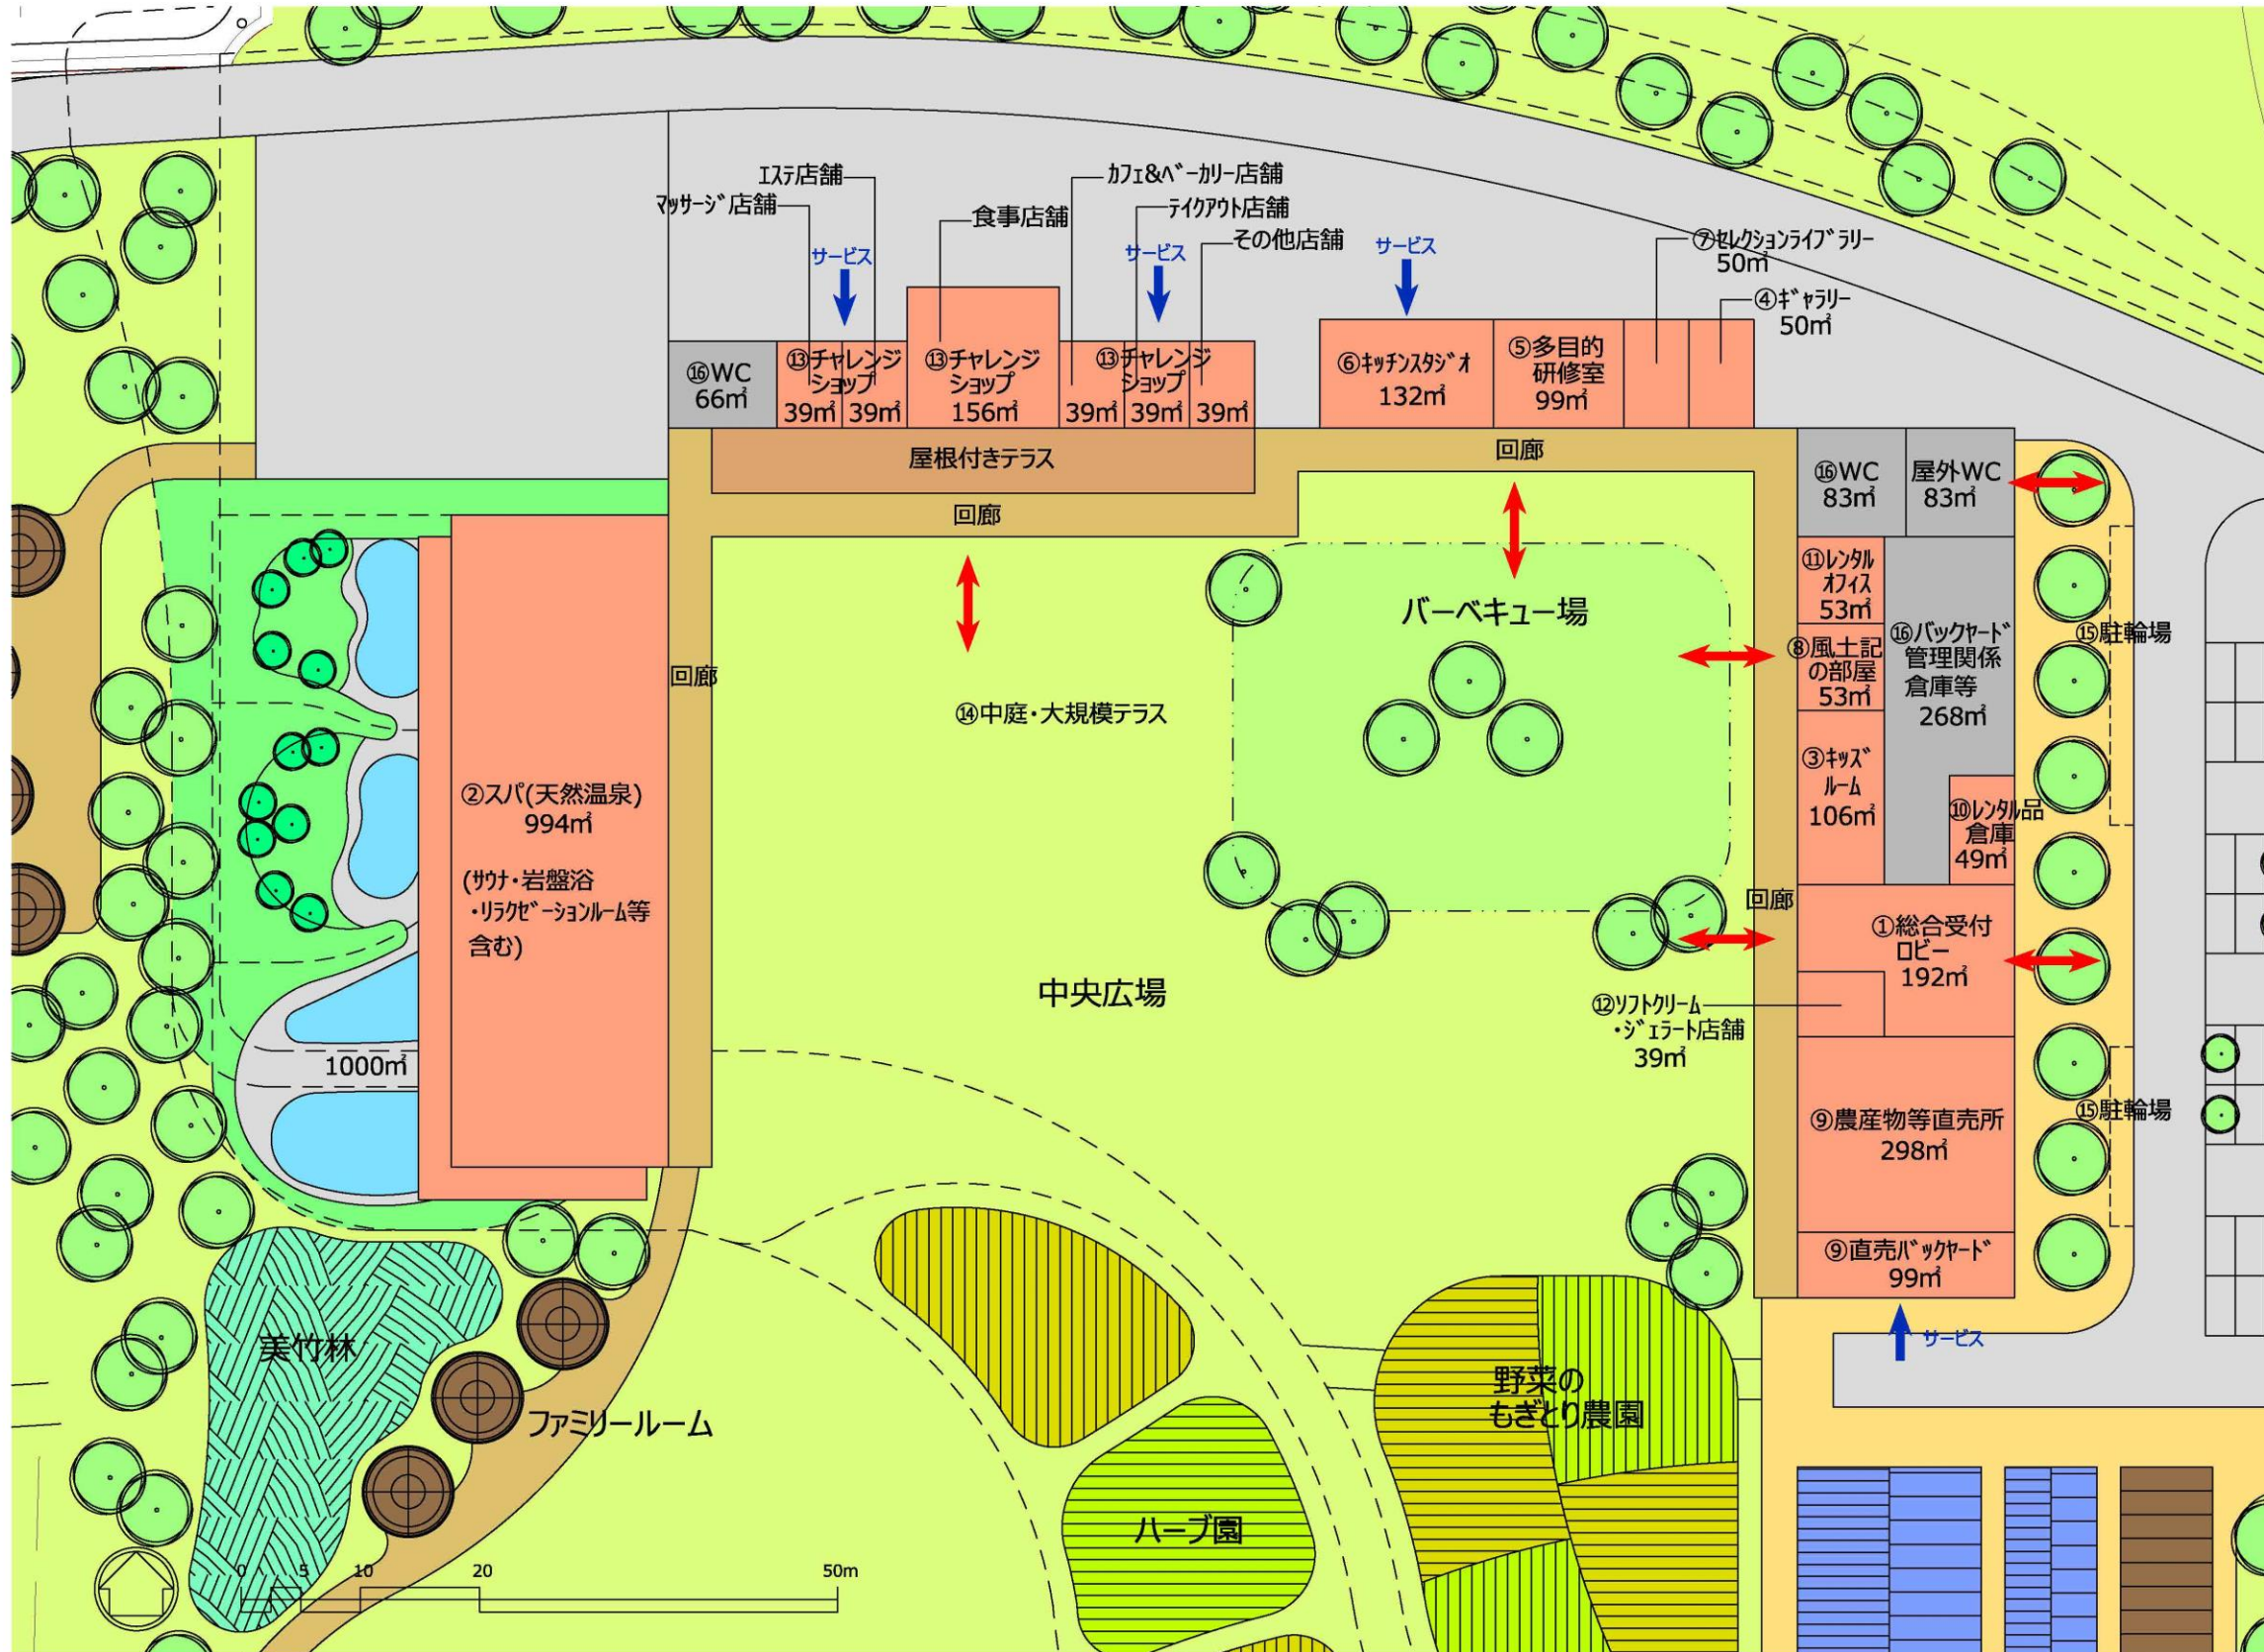 エステ店舗
マッサージ店舗
食事店舗
カフェ&ベーカリー店舗
テイクアウト店舗
その他店舗
サービス
サービス
サービス
⑦セレクションライブラリー
50㎡
④ギャラリー
50㎡
⑯WC
66㎡
⑬チャレンジ
ショップ
39㎡
39㎡
⑬チャレンジ
ショップ
156㎡
⑬チャレンジ
ショップ
39㎡
39㎡
39㎡
⑥キッチンスタジオ
132㎡
⑤多目的
研修室
99㎡
屋根付きテラス
回廊
回廊
⑯WC
83㎡
屋外WC
83㎡
⑪レンタル
オフィス
53㎡
バーベキュー場
⑧風土記
の部屋
53㎡
⑯バックヤード
管理関係
倉庫等
268㎡
⑮駐輪場
回廊
⑭中庭・大規模テラス
③キッズ
ルーム
106㎡
⑩レンタル品
倉庫
49㎡
②スパ(天然温泉)
994㎡
(サウナ・岩盤浴
・リラクゼーションルーム等
含む)
回廊
①総合受付
ロビー
192㎡
中央広場
⑫ソフトクリーム
・ジェラート店舗
39㎡
1000㎡
⑨農産物等直売所
298㎡
⑮駐輪場
⑨直売バックヤード
99㎡
サービス
美竹林
ファミリールーム
野菜の
もぎとり農園
ハーブ園
0 5 10 20 50m